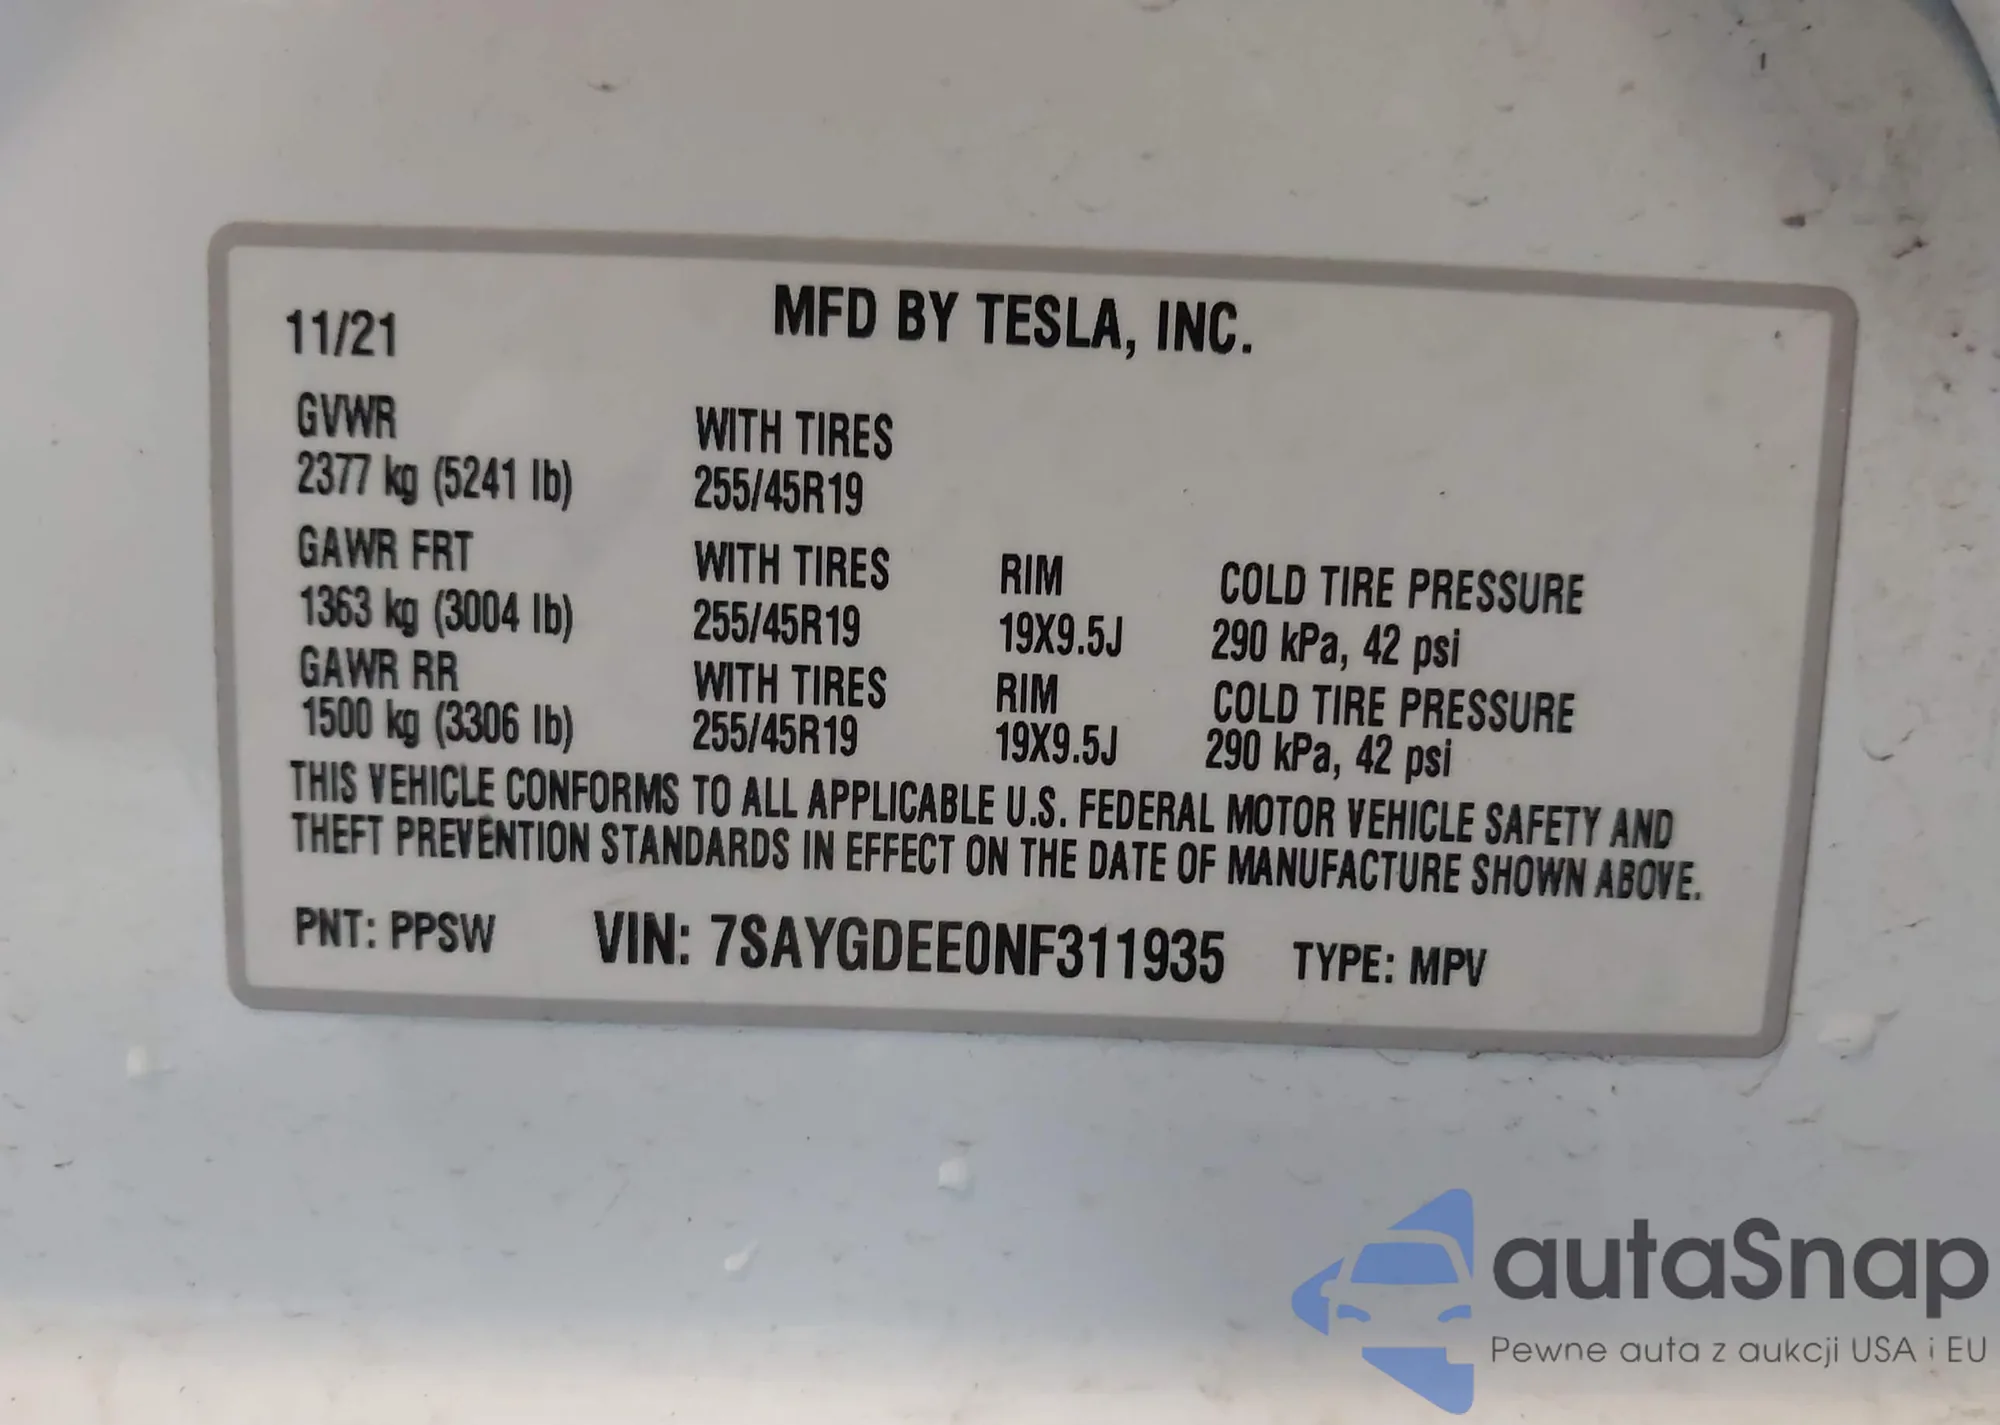 11/21 MFD BY TESLA, INC.
GVWR WITH TIRES
2377 kg (5241 lb) 255/45R19
GAWR FRT WITH TIRES RIM COLD TIRE PRESSURE
1363 kg (3004 lb) 255/45R19 19X9.5J 290 kPa, 42 psi
GAWR RR WITH TIRES RIM COLD TIRE PRESSURE
1500 kg (3306 lb) 255/45R19 19X9.5J 290 kPa, 42 psi
THIS VEHICLE CONFORMS TO ALL APPLICABLE U.S. FEDERAL MOTOR VEHICLE SAFETY AND
THEFT PREVENTION STANDARDS IN EFFECT ON THE DATE OF MANUFACTURE SHOWN ABOVE.
PNT: PPSW VIN: 7SAYGDEE0NF311935 TYPE: MPV
autaSnap
Pewne auta z aukcji USA i EU